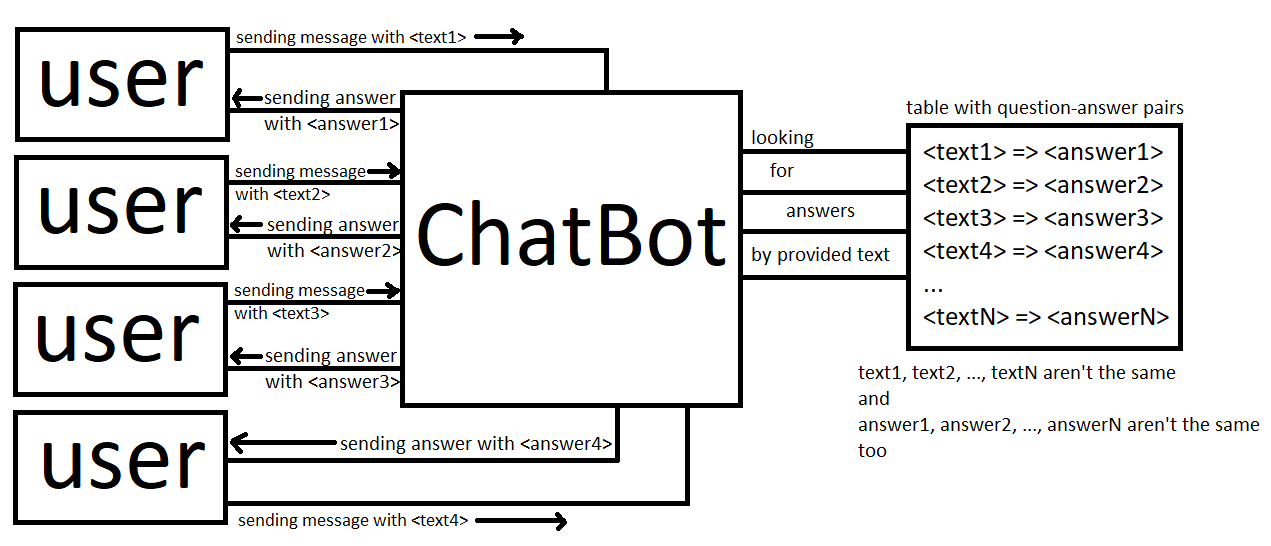 user
sending message with <text1>
sending answer
with <answer1>
user
sending message
with <text2>
sending answer
with <answer2>
user
sending message
with <text3>
sending answer
with <answer3>
user
sending answer with <answer4>
sending message with <text4>
ChatBot
looking
for
answers
by provided text
table with question-answer pairs
<text1> => <answer1>
<text2> => <answer2>
<text3> => <answer3>
<text4> => <answer4>
...
<textN> => <answerN>
text1, text2, ..., textN aren't the same
and
answer1, answer2, ..., answerN aren't the same
too